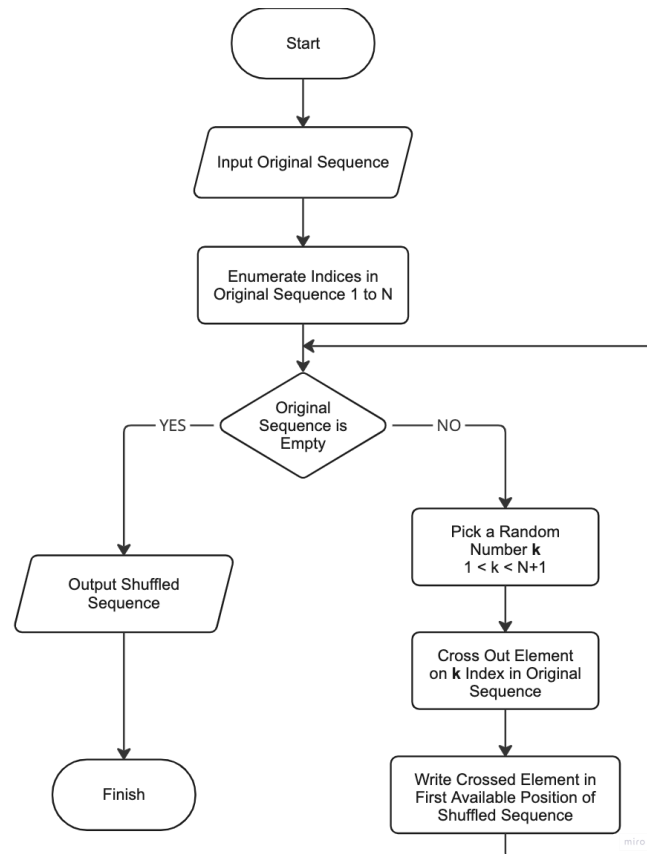 Start
Input Original Sequence
Enumerate Indices in
Original Sequence 1 to N
Original
Sequence is
Empty
YES
NO
Pick a Random
Number k
1 < k < N+1
Output Shuffled
Sequence
Cross Out Element
on k Index in Original
Sequence
Finish
Write Crossed Element in
First Available Position of
Shuffled Sequence
miro